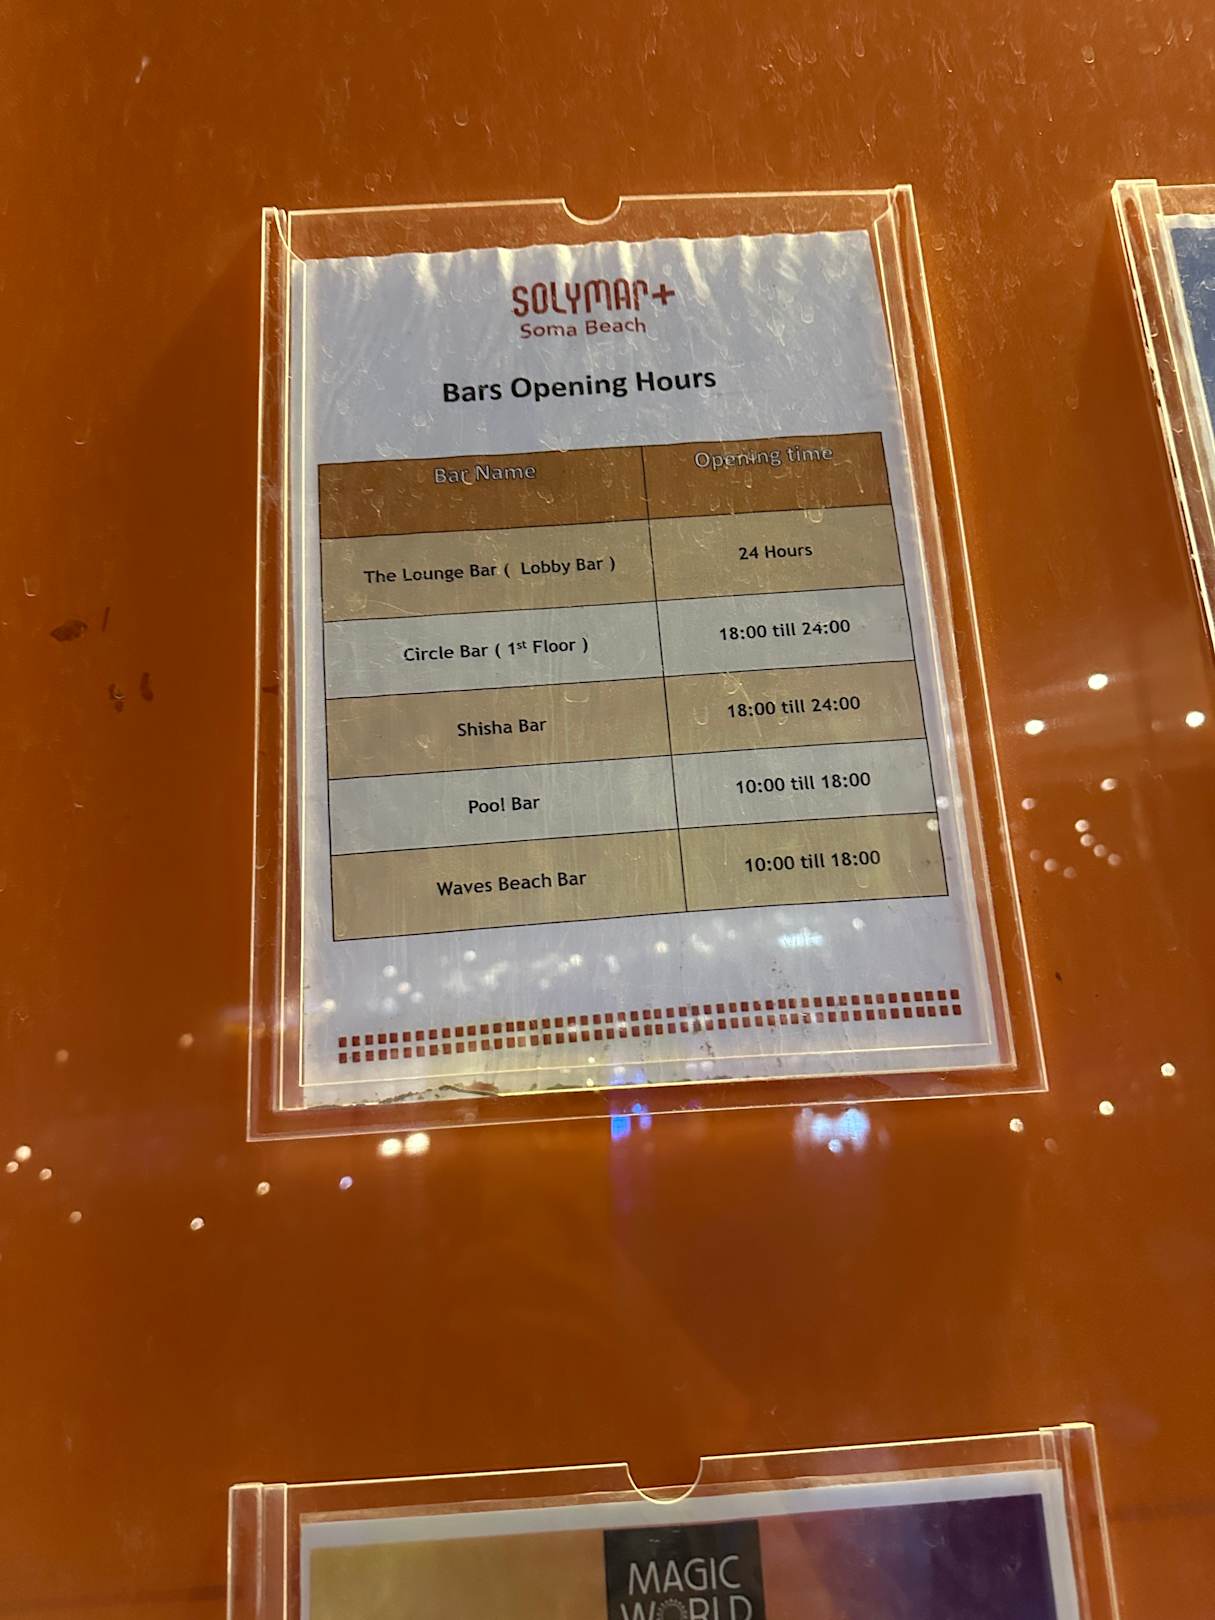 SOLYMAR+
Soma Beach
Bars Opening Hours
Bar Name Opening time
The Lounge Bar ( Lobby Bar ) 24 Hours
Circle Bar ( 1st Floor ) 18:00 till 24:00
Shisha Bar 18:00 till 24:00
Pool Bar 10:00 till 18:00
Waves Beach Bar 10:00 till 18:00
MAGIC
WORLD